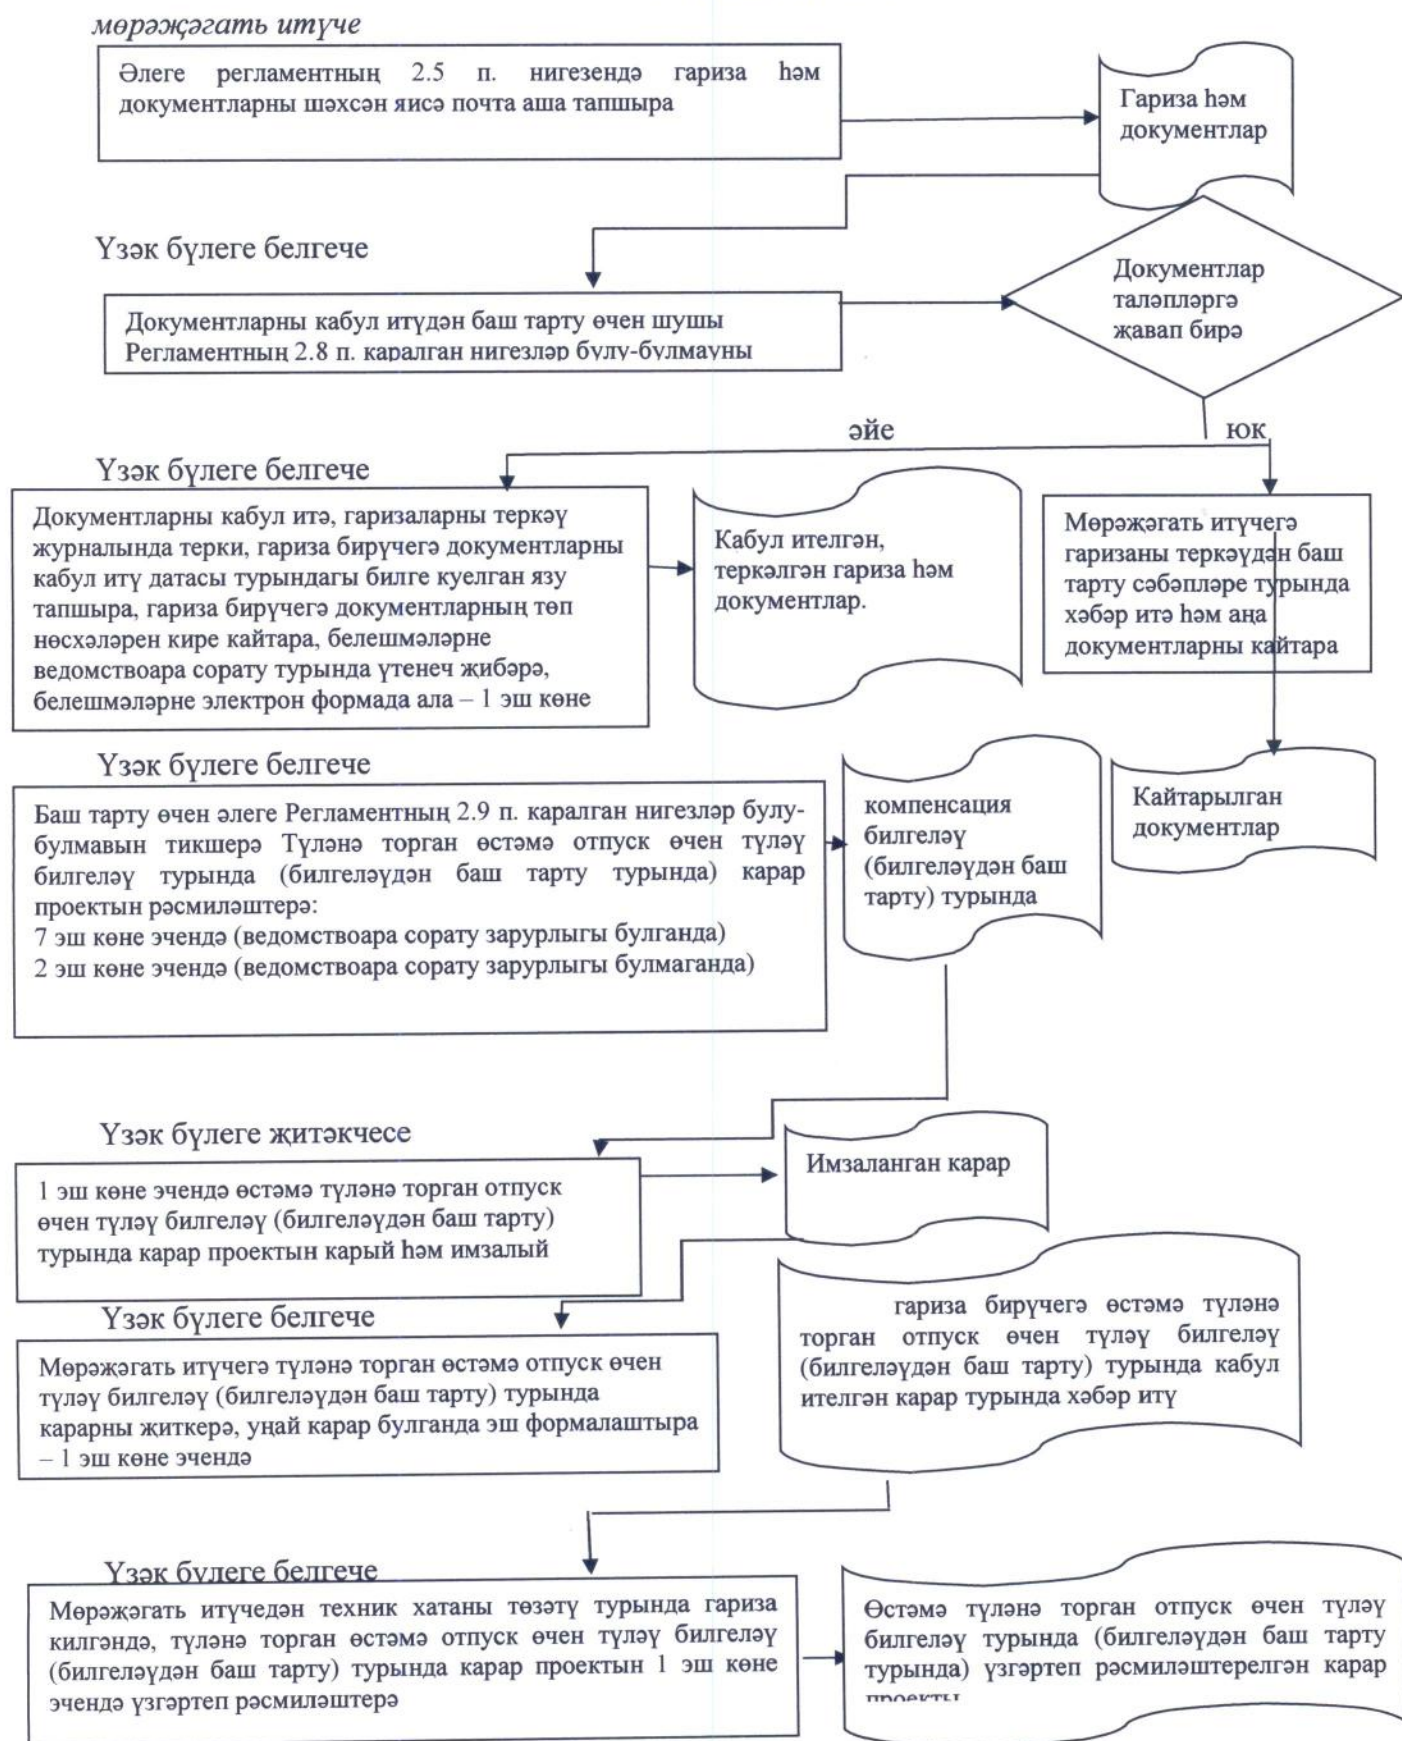 мөрәҗәгать итүче
Әлеге регламентның 2.5 п. нигезендә гариза һәм
документларны шәхсән яисә почта аша тапшыра
Гариза һәм
документлар
Үзәк бүлеге белгече
Документларны кабул итүдән баш тарту өчен шушы
Регламентның 2.8 п. каралган нигезләр булу-булмауны
Документлар
таләпләргә
җавап бирә
әйе
юк
Үзәк бүлеге белгече
Документларны кабул итә, гаризаларны теркәү
журналында терки, гариза бирүчегә документларны
кабул итү датасы турындагы билге куелган язу
тапшыра, гариза бирүчегә документларның төп
нөсхәләрен кире кайтара, белешмәләрне
ведомствоара сорату турында үтенеч җибәрә,
белешмәләрне электрон формада ала – 1 эш көне
Кабул ителгән,
теркәлгән гариза һәм
документлар.
Мөрәҗәгать итүчегә
гаризаны теркәүдән баш
тарту сәбәпләре турында
хәбәр итә һәм аңа
документларны кайтара
Үзәк бүлеге белгече
Баш тарту өчен әлеге Регламентның 2.9 п. каралган нигезләр булу-
булмавын тикшерә Түләнә торган өстәмә отпуск өчен түләү
билгеләү турында (билгеләүдән баш тарту турында) карар
проектын рәсмиләштерә:
7 эш көне эчендә (ведомствоара сорату зарурлыгы булганда)
2 эш көне эчендә (ведомствоара сорату зарурлыгы булмаганда)
компенсация
билгеләү
(билгеләүдән баш
тарту) турында
Кайтарылган
документлар
Үзәк бүлеге җитәкчесе
1 эш көне эчендә өстәмә түләнә торган отпуск
өчен түләү билгеләү (билгеләүдән баш тарту)
турында карар проектын карый һәм имзалый
Имзаланган карар
Үзәк бүлеге белгече
Мөрәҗәгать итүчегә түләнә торган өстәмә отпуск өчен
түләү билгеләү (билгеләүдән баш тарту) турында
карарны җиткерә, уңай карар булганда эш формалаштыра
– 1 эш көне эчендә
гариза бирүчегә өстәмә түләнә
торган отпуск өчен түләү билгеләү
(билгеләүдән баш тарту) турында кабул
ителгән карар турында хәбәр итү
Үзәк бүлеге белгече
Мөрәҗәгать итүчедән техник хатаны төзәтү турында гариза
килгәндә, түләнә торган өстәмә отпуск өчен түләү билгеләү
(билгеләүдән баш тарту) турында карар проектын 1 эш көне
эчендә үзгәртеп рәсмиләштерә
Өстәмә түләнә торган отпуск өчен түләү
билгеләү турында (билгеләүдән баш тарту
турында) үзгәртеп рәсмиләштерелгән карар
проекты